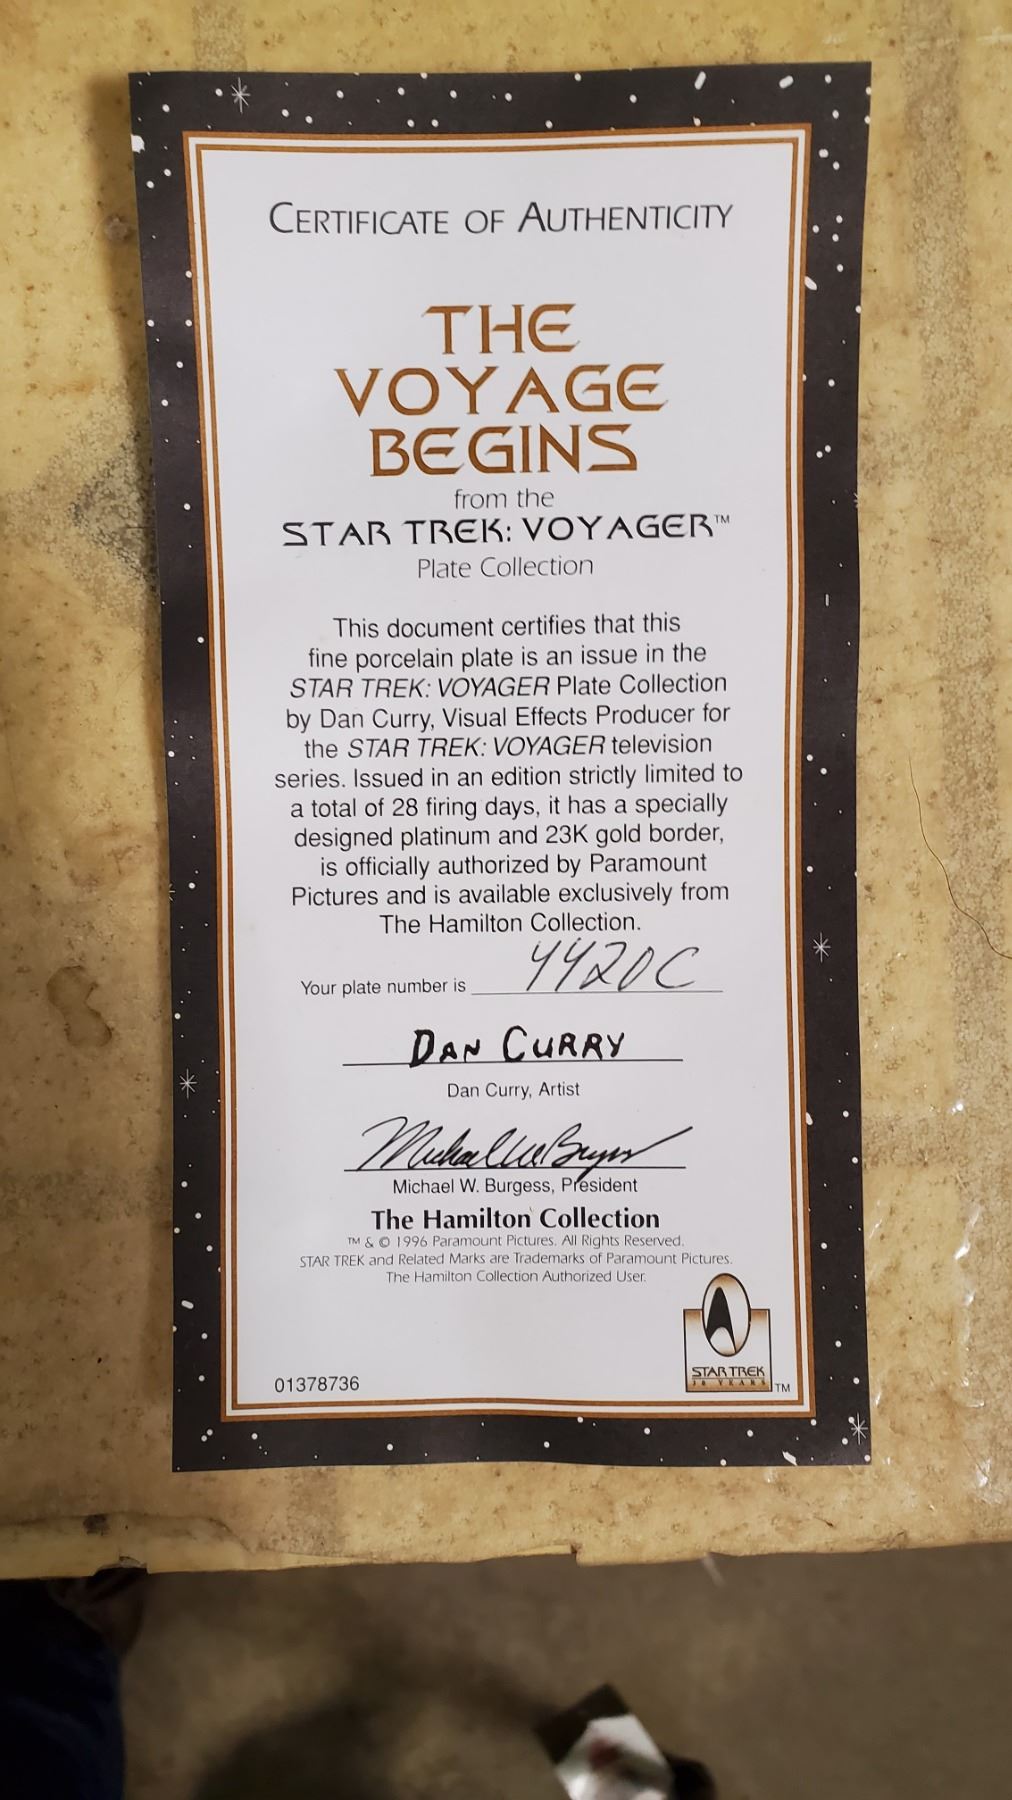 CERTIFICATE OF AUTHENTICITY
THE
VOYAGE
BEGINS
from the
STAR TREK: VOYAGER™
Plate Collection
This document certifies that this
fine porcelain plate is an issue in the
STAR TREK: VOYAGER Plate Collection
by Dan Curry, Visual Effects Producer for
the STAR TREK: VOYAGER television
series. Issued in an edition strictly limited to
a total of 28 firing days, it has a specially
designed platinum and 23K gold border,
is officially authorized by Paramount
Pictures and is available exclusively from
The Hamilton Collection.
Your plate number is 4420C
DAN CURRY
Dan Curry, Artist
Michael W Burgess
Michael W. Burgess, President
The Hamilton Collection
™ & © 1996 Paramount Pictures. All Rights Reserved.
STAR TREK and Related Marks are Trademarks of Paramount Pictures.
The Hamilton Collection Authorized User.
STAR TREK
30 YEARS TM
01378736